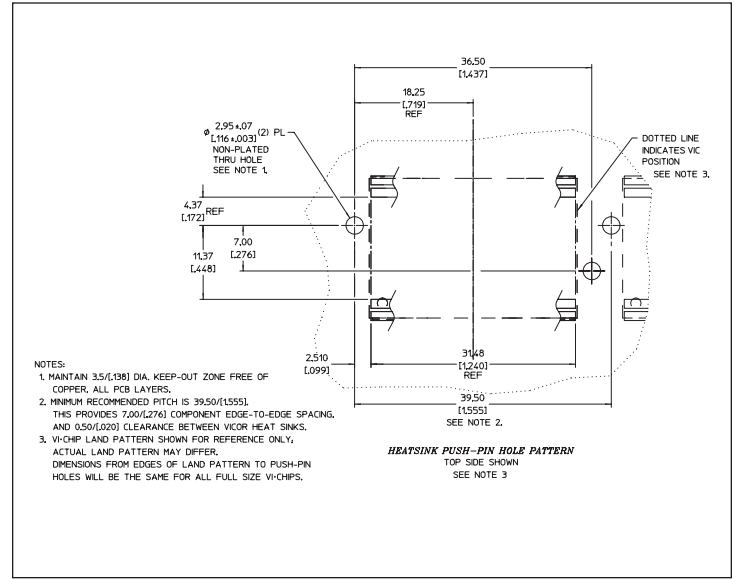 36.50
[1.437]
18.25
[.719]
REF
ø 2.95±.07
[.116±.003] (2) PL
NON-PLATED
THRU HOLE
SEE NOTE 1.
DOTTED LINE
INDICATES VIC
POSITION
SEE NOTE 3.
4.37
[.172] REF
7.00
[.276]
11.37
[.448]
2.510
[.099]
31.48
[1.240]
REF
39.50
[1.555]
SEE NOTE 2.
NOTES:
1. MAINTAIN 3.5/[.138] DIA. KEEP-OUT ZONE FREE OF
COPPER, ALL PCB LAYERS.
2. MINIMUM RECOMMENDED PITCH IS 39.50/[1.555].
THIS PROVIDES 7.00/[.276] COMPONENT EDGE-TO-EDGE SPACING,
AND 0.50/[.020] CLEARANCE BETWEEN VICOR HEAT SINKS.
3. VI•CHIP LAND PATTERN SHOWN FOR REFERENCE ONLY;
ACTUAL LAND PATTERN MAY DIFFER.
DIMENSIONS FROM EDGES OF LAND PATTERN TO PUSH-PIN
HOLES WILL BE THE SAME FOR ALL FULL SIZE VI•CHIPS.
HEATSINK PUSH-PIN HOLE PATTERN
TOP SIDE SHOWN
SEE NOTE 3